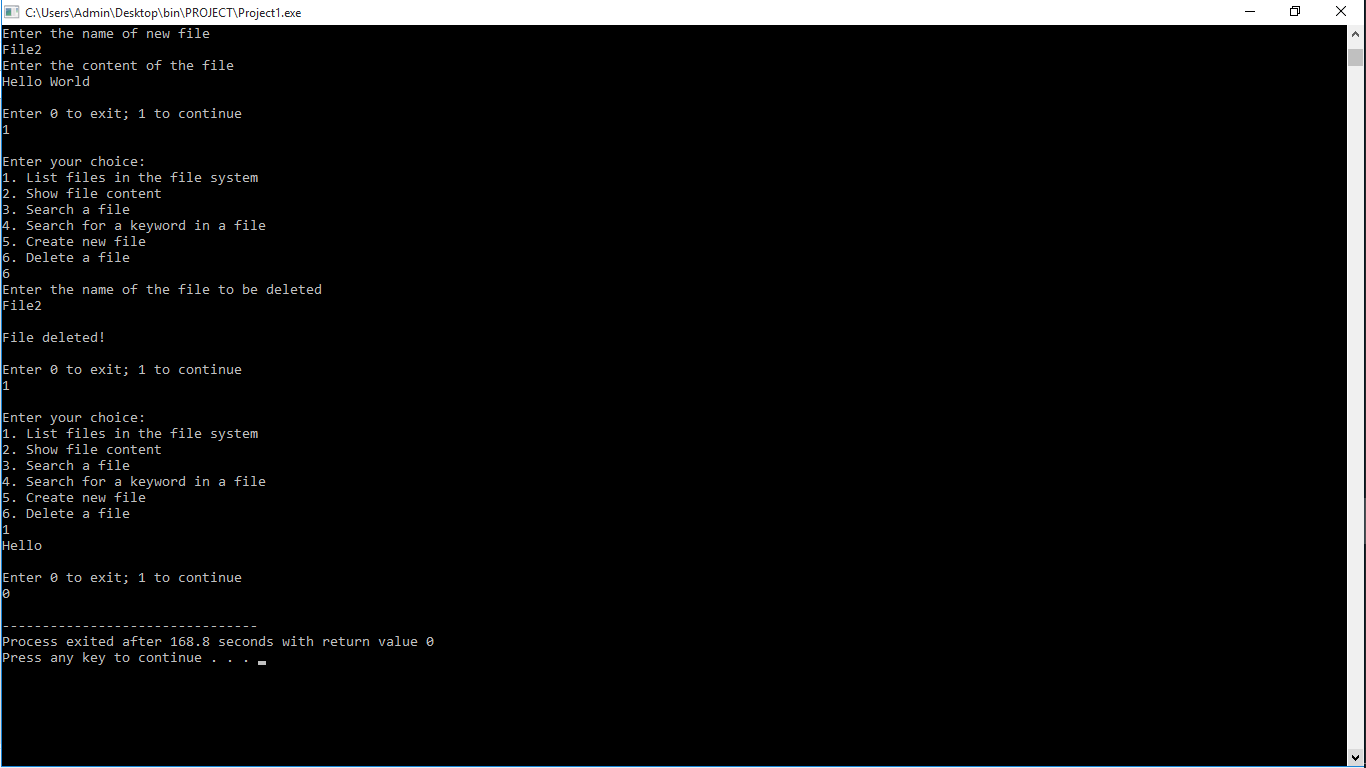 C:\Users\Admin\Desktop\bin\PROJECT\Project1.exe
Enter the name of new file
File2
Enter the content of the file
Hello World
Enter 0 to exit; 1 to continue
1
Enter your choice:
1. List files in the file system
2. Show file content
3. Search a file
4. Search for a keyword in a file
5. Create new file
6. Delete a file
6
Enter the name of the file to be deleted
File2
File deleted!
Enter 0 to exit; 1 to continue
1
Enter your choice:
1. List files in the file system
2. Show file content
3. Search a file
4. Search for a keyword in a file
5. Create new file
6. Delete a file
1
Hello
Enter 0 to exit; 1 to continue
0
--------------------------------
Process exited after 168.8 seconds with return value 0
Press any key to continue . . .